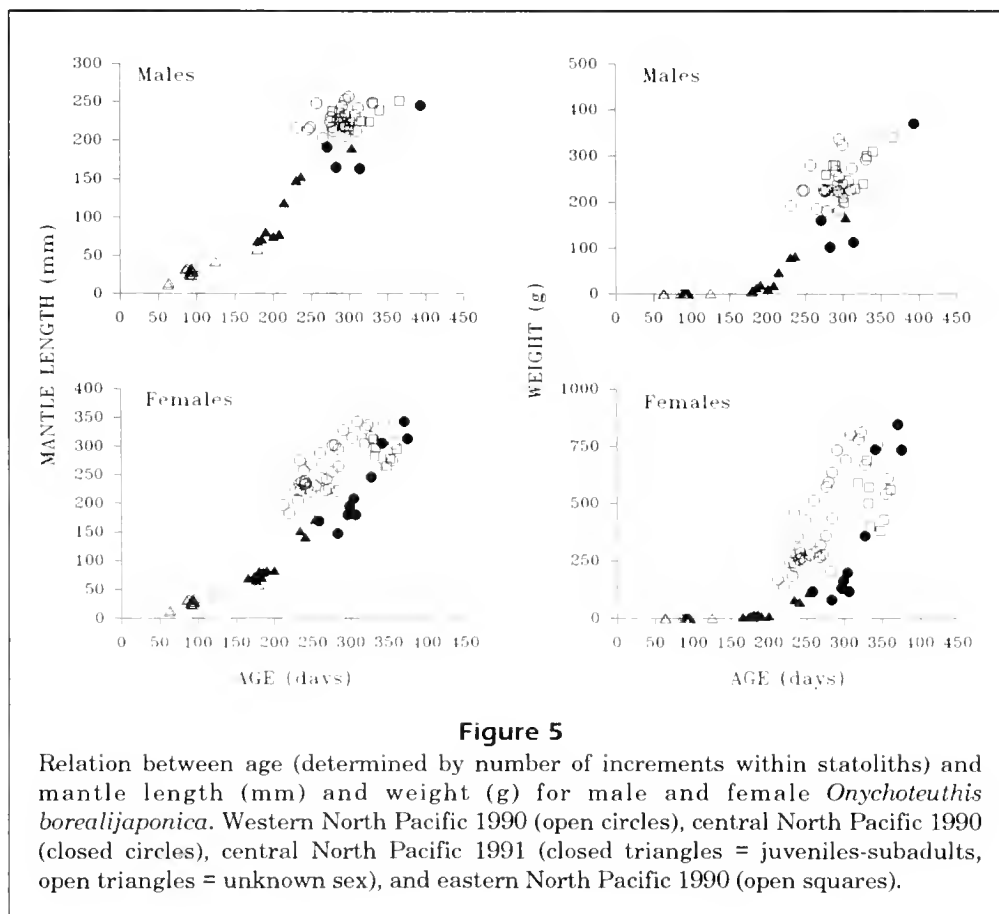 Males
MANTLE LENGTH (mm)
300
250
200
150
100
50
0
0 50 100 150 200 250 300 350 400 450
Males
WEIGHT (g)
500
400
300
200
100
0
0 50 100 150 200 250 300 350 400 450
Females
400
350
300
250
200
150
100
50
0
0 50 100 150 200 250 300 350 400 450
AGE (days)
Females
1000
750
500
250
0
0 50 100 150 200 250 300 350 400 450
AGE (days)
Figure 5
Relation between age (determined by number of increments within statoliths) and
mantle length (mm) and weight (g) for male and female Onychoteuthis
borealijaponica. Western North Pacific 1990 (open circles), central North Pacific 1990
(closed circles), central North Pacific 1991 (closed triangles = juveniles-subadults,
open triangles = unknown sex), and eastern North Pacific 1990 (open squares).